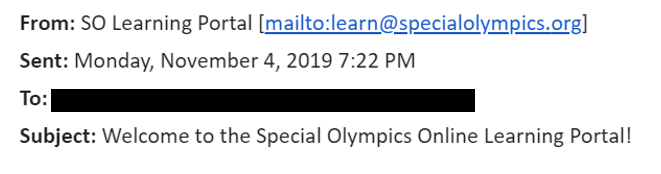 From: SO Learning Portal [mailto:learn@specialolympics.org]
Sent: Monday, November 4, 2019 7:22 PM
To:
Subject: Welcome to the Special Olympics Online Learning Portal!